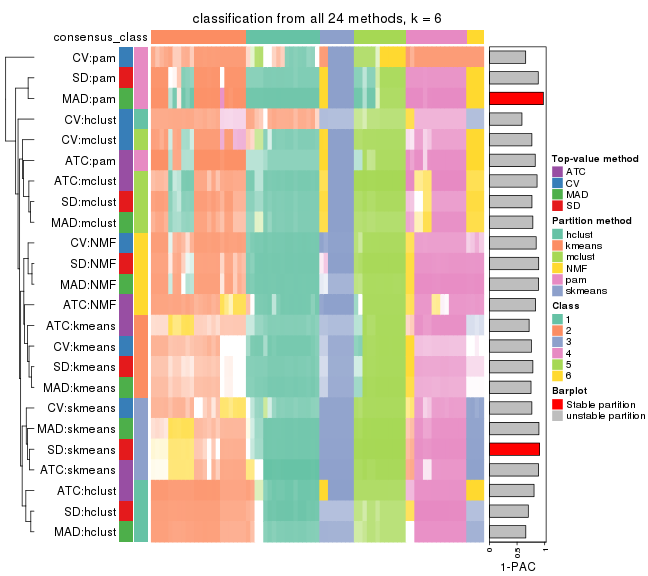 classification from all 24 methods, k = 6
consensus_class
CV:pam
SD:pam
MAD:pam
CV:hclust
CV:mclust
ATC:pam
ATC:mclust
SD:mclust
MAD:mclust
CV:NMF
SD:NMF
MAD:NMF
ATC:NMF
ATC:kmeans
CV:kmeans
SD:kmeans
MAD:kmeans
CV:skmeans
MAD:skmeans
SD:skmeans
ATC:skmeans
ATC:hclust
SD:hclust
MAD:hclust
0
0.5
1
1-PAC
Top-value method
ATC
CV
MAD
SD
Partition method
hclust
kmeans
mclust
NMF
pam
skmeans
Class
1
2
3
4
5
6
Barplot
Stable partition
unstable partition